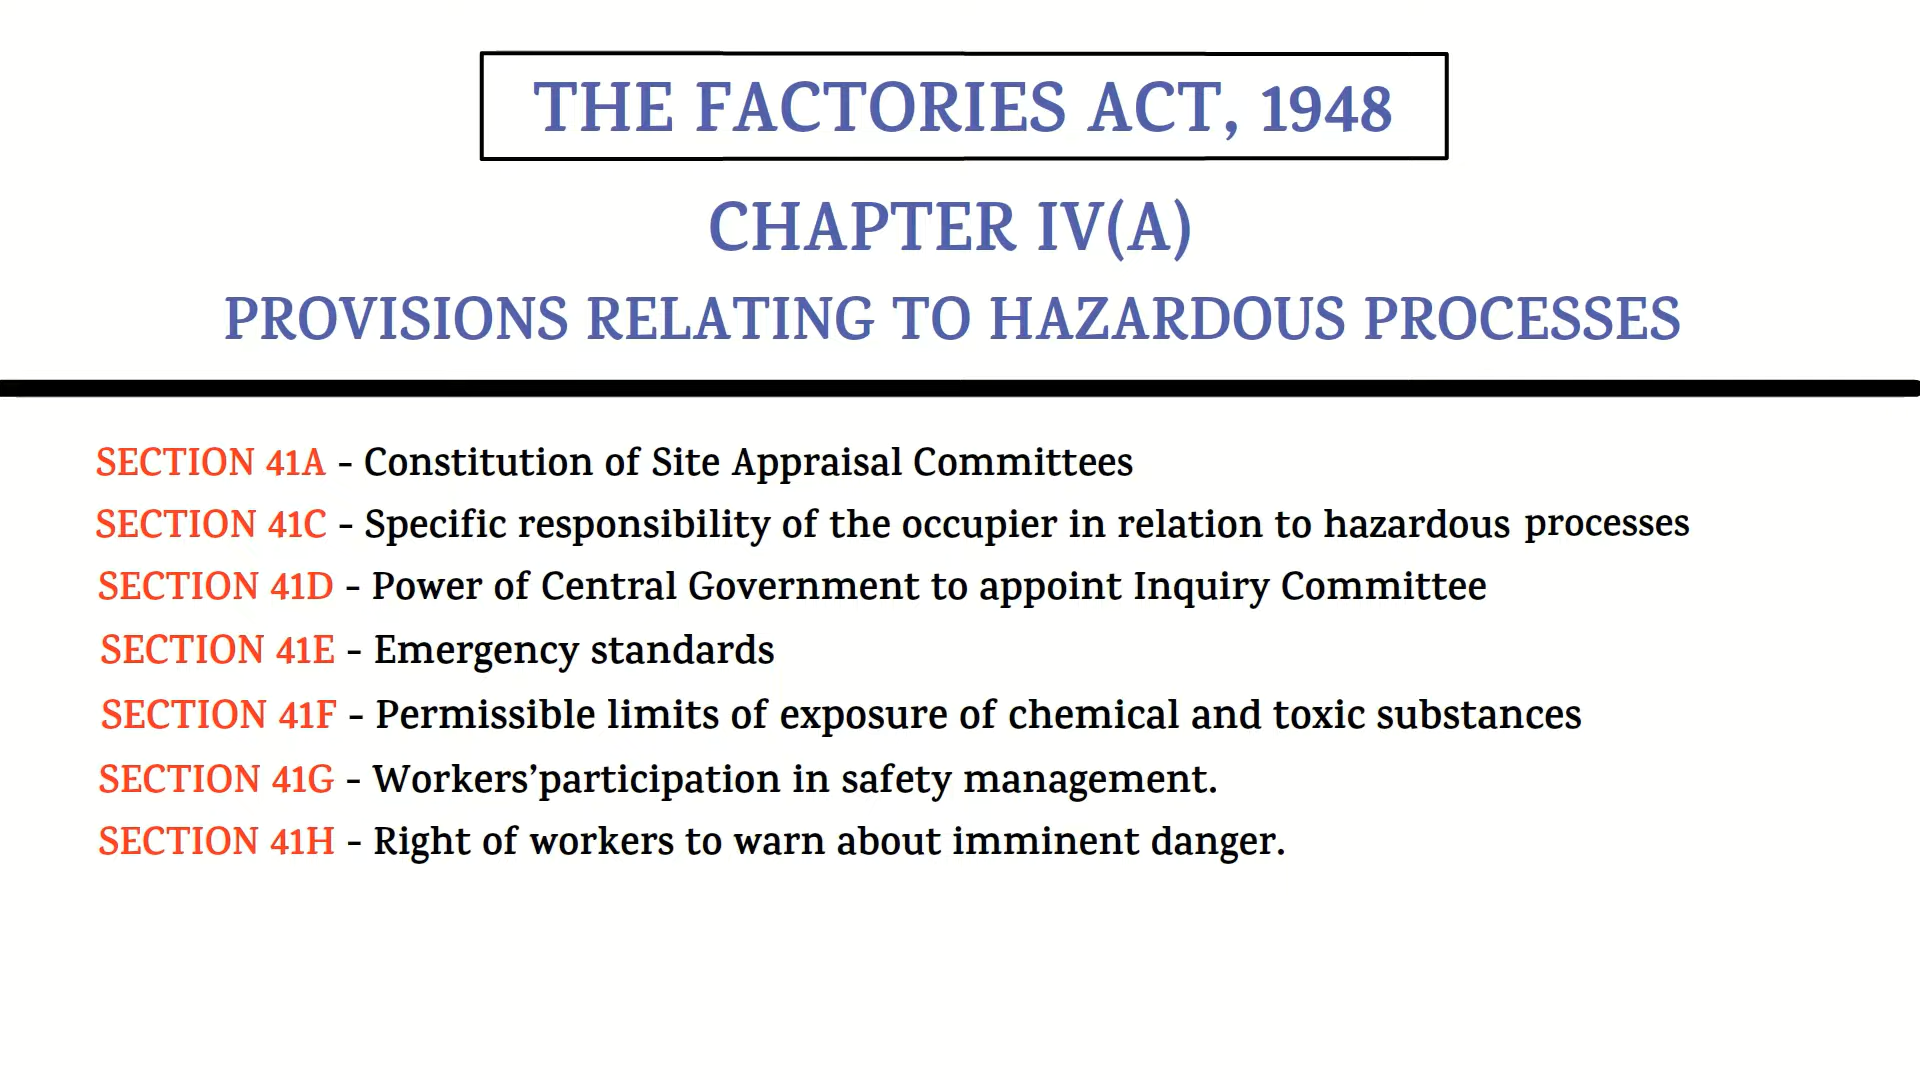 THE FACTORIES ACT, 1948
CHAPTER IV(A)
PROVISIONS RELATING TO HAZARDOUS PROCESSES
SECTION 41A - Constitution of Site Appraisal Committees
SECTION 41C - Specific responsibility of the occupier in relation to hazardous processes
SECTION 41D - Power of Central Government to appoint Inquiry Committee
SECTION 41E - Emergency standards
SECTION 41F - Permissible limits of exposure of chemical and toxic substances
SECTION 41G - Workers’participation in safety management.
SECTION 41H - Right of workers to warn about imminent danger.